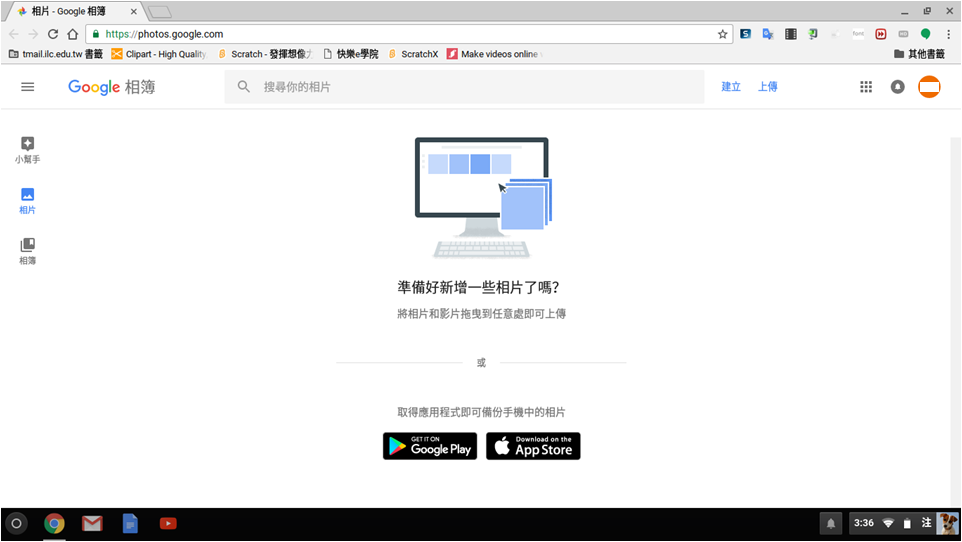 相片 - Google 相簿
https://photos.google.com
tmail.ilc.edu.tw 書籤
Clipart - High Quality
Scratch - 發揮想像力
快樂e學院
ScratchX
Make videos online
其他書籤
Google 相簿
搜尋你的相片
建立
上傳
小幫手
相片
相簿
準備好新增一些相片了嗎?
將相片和影片拖曳到任意處即可上傳
或
取得應用程式即可備份手機中的相片
GET IT ON
Google Play
Download on the
App Store
3:36
注